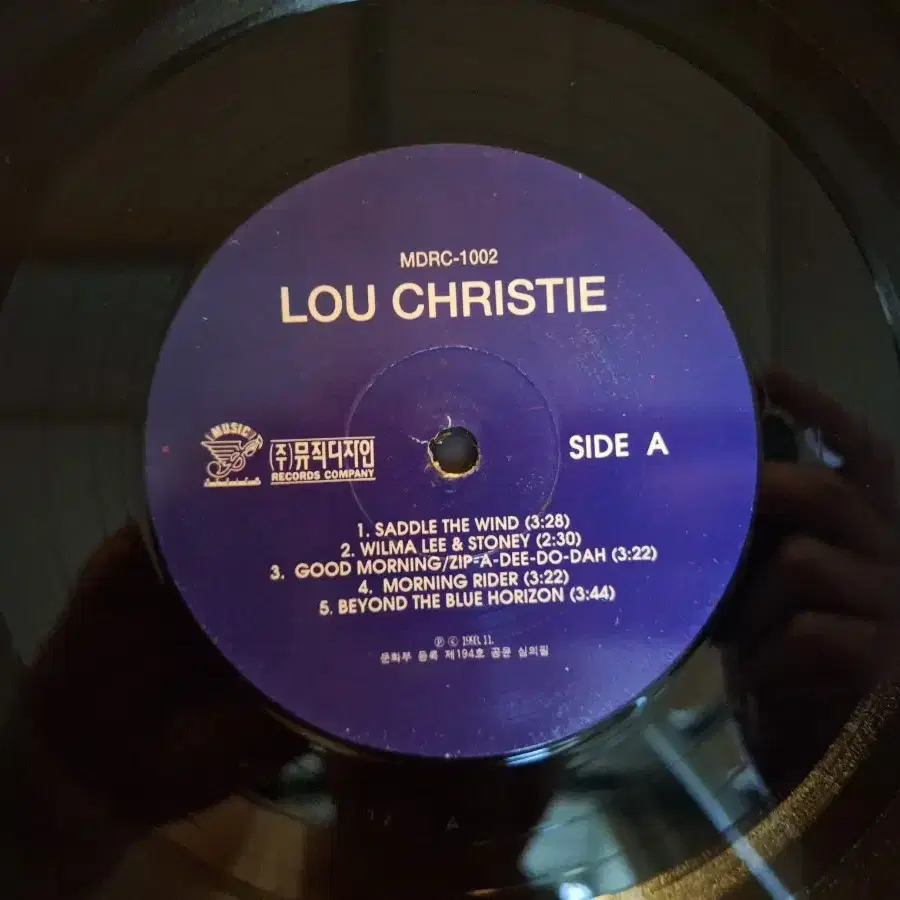 MDRC-1002
LOU CHRISTIE
MUSIC
(주)뮤직디자인
RECORDS COMPANY
SIDE A
1. SADDLE THE WIND (3:28)
2. WILMA LEE & STONEY (2:30)
3. GOOD MORNING/ZIP-A-DEE-DO-DAH (3:22)
4. MORNING RIDER (3:22)
5. BEYOND THE BLUE HORIZON (3:44)
Ⓟ ⓒ 1993. 11.
문화부 등록 제194호 공윤 심의필